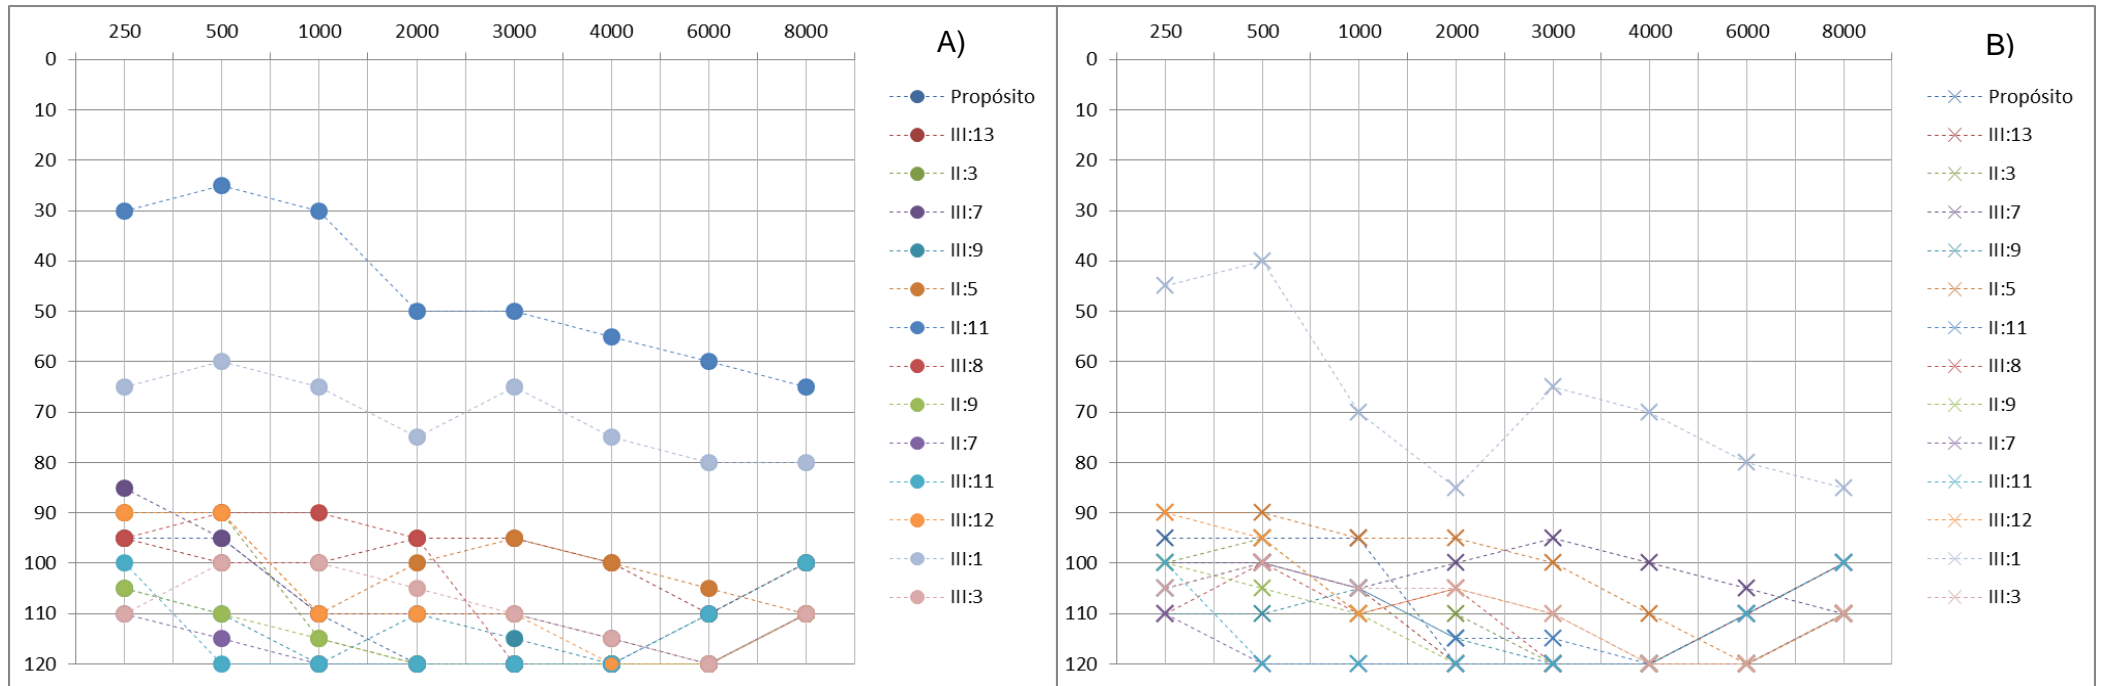 250 500 1000 2000 3000 4000 6000 8000
A)
0
10
20
30
40
50
60
70
80
90
100
110
120
Propósito
III:13
II:3
III:7
III:9
II:5
II:11
III:8
II:9
II:7
III:11
III:12
III:1
III:3
250 500 1000 2000 3000 4000 6000 8000
B)
0
10
20
30
40
50
60
70
80
90
100
110
120
Propósito
III:13
II:3
III:7
III:9
II:5
II:11
III:8
II:9
II:7
III:11
III:12
III:1
III:3